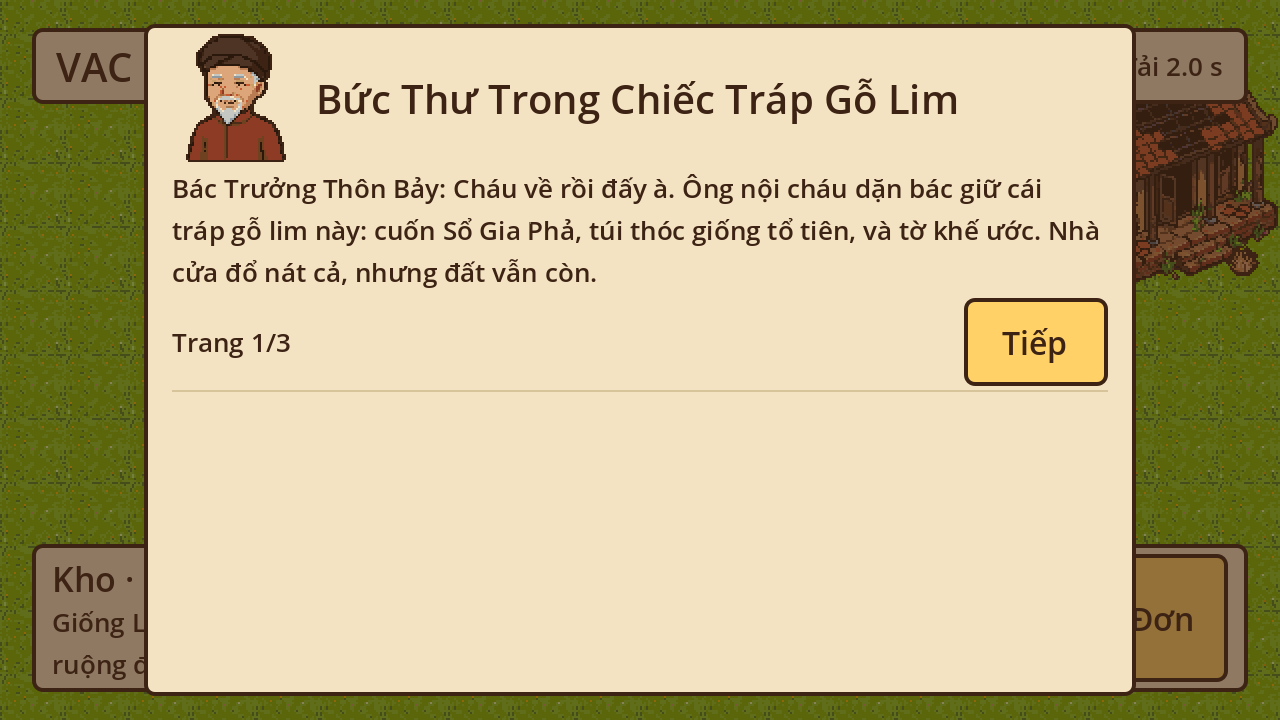 VAC
ải 2.0 s
Bức Thư Trong Chiếc Tráp Gỗ Lim
Bác Trưởng Thôn Bảy: Cháu về rồi đấy à. Ông nội cháu dặn bác giữ cái
tráp gỗ lim này: cuốn Sổ Gia Phả, túi thóc giống tổ tiên, và tờ khế ước. Nhà
cửa đổ nát cả, nhưng đất vẫn còn.
Trang 1/3
Tiếp
Kho ·
Giống
ruộng
Đơn